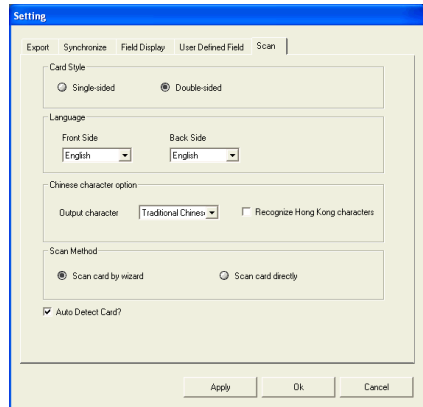 Setting
Export Synchronize Field Display User Defined Field Scan
Card Style
Single-sided Double-sided
Language
Front Side Back Side
English English
Chinese character option
Output character Traditional Chines Recognize Hong Kong characters
Scan Method
Scan card by wizard Scan card directly
Auto Detect Card?
Apply Ok Cancel